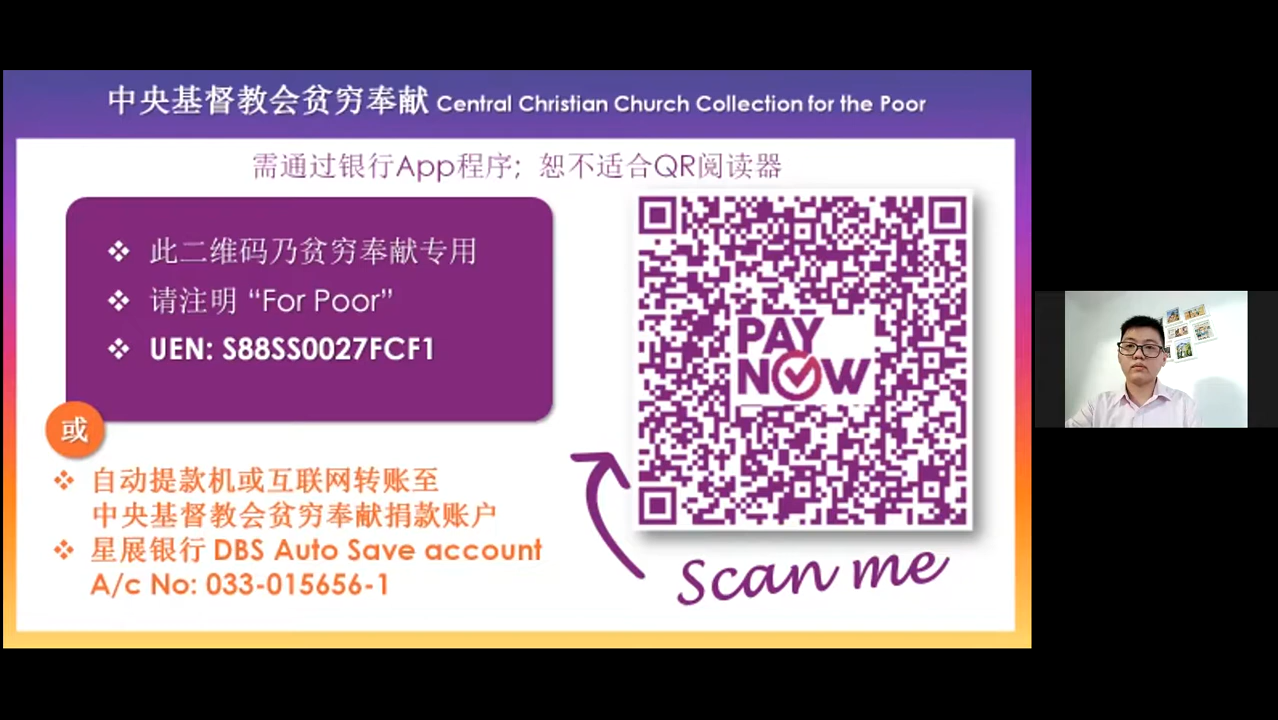 中央基督教会贫穷奉献 Central Christian Church Collection for the Poor
需通过银行App程序; 恕不适合QR阅读器
❖ 此二维码乃贫穷奉献专用
❖ 请注明 “For Poor”
❖ UEN: S88SS0027FCF1
或
❖ 自动提款机或互联网转账至
中央基督教会贫穷奉献捐款账户
❖ 星展银行 DBS Auto Save account
A/c No: 033-015656-1
PAY
NOW
Scan me